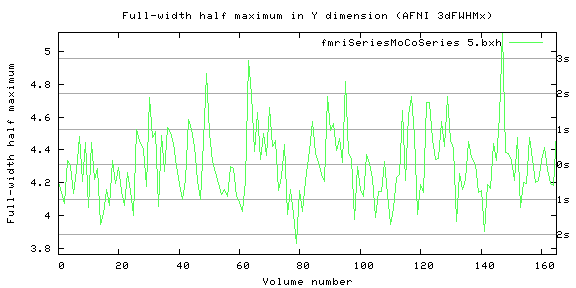 Full-width half maximum in Y dimension (AFNI 3dFWHMx)
fmriSeriesMoCoSeries 5.bxh
Full-width half maximum
5
4.8
4.6
4.4
4.2
4
3.8
3s
2s
1s
0s
1s
2s
0 20 40 60 80 100 120 140 160
Volume number